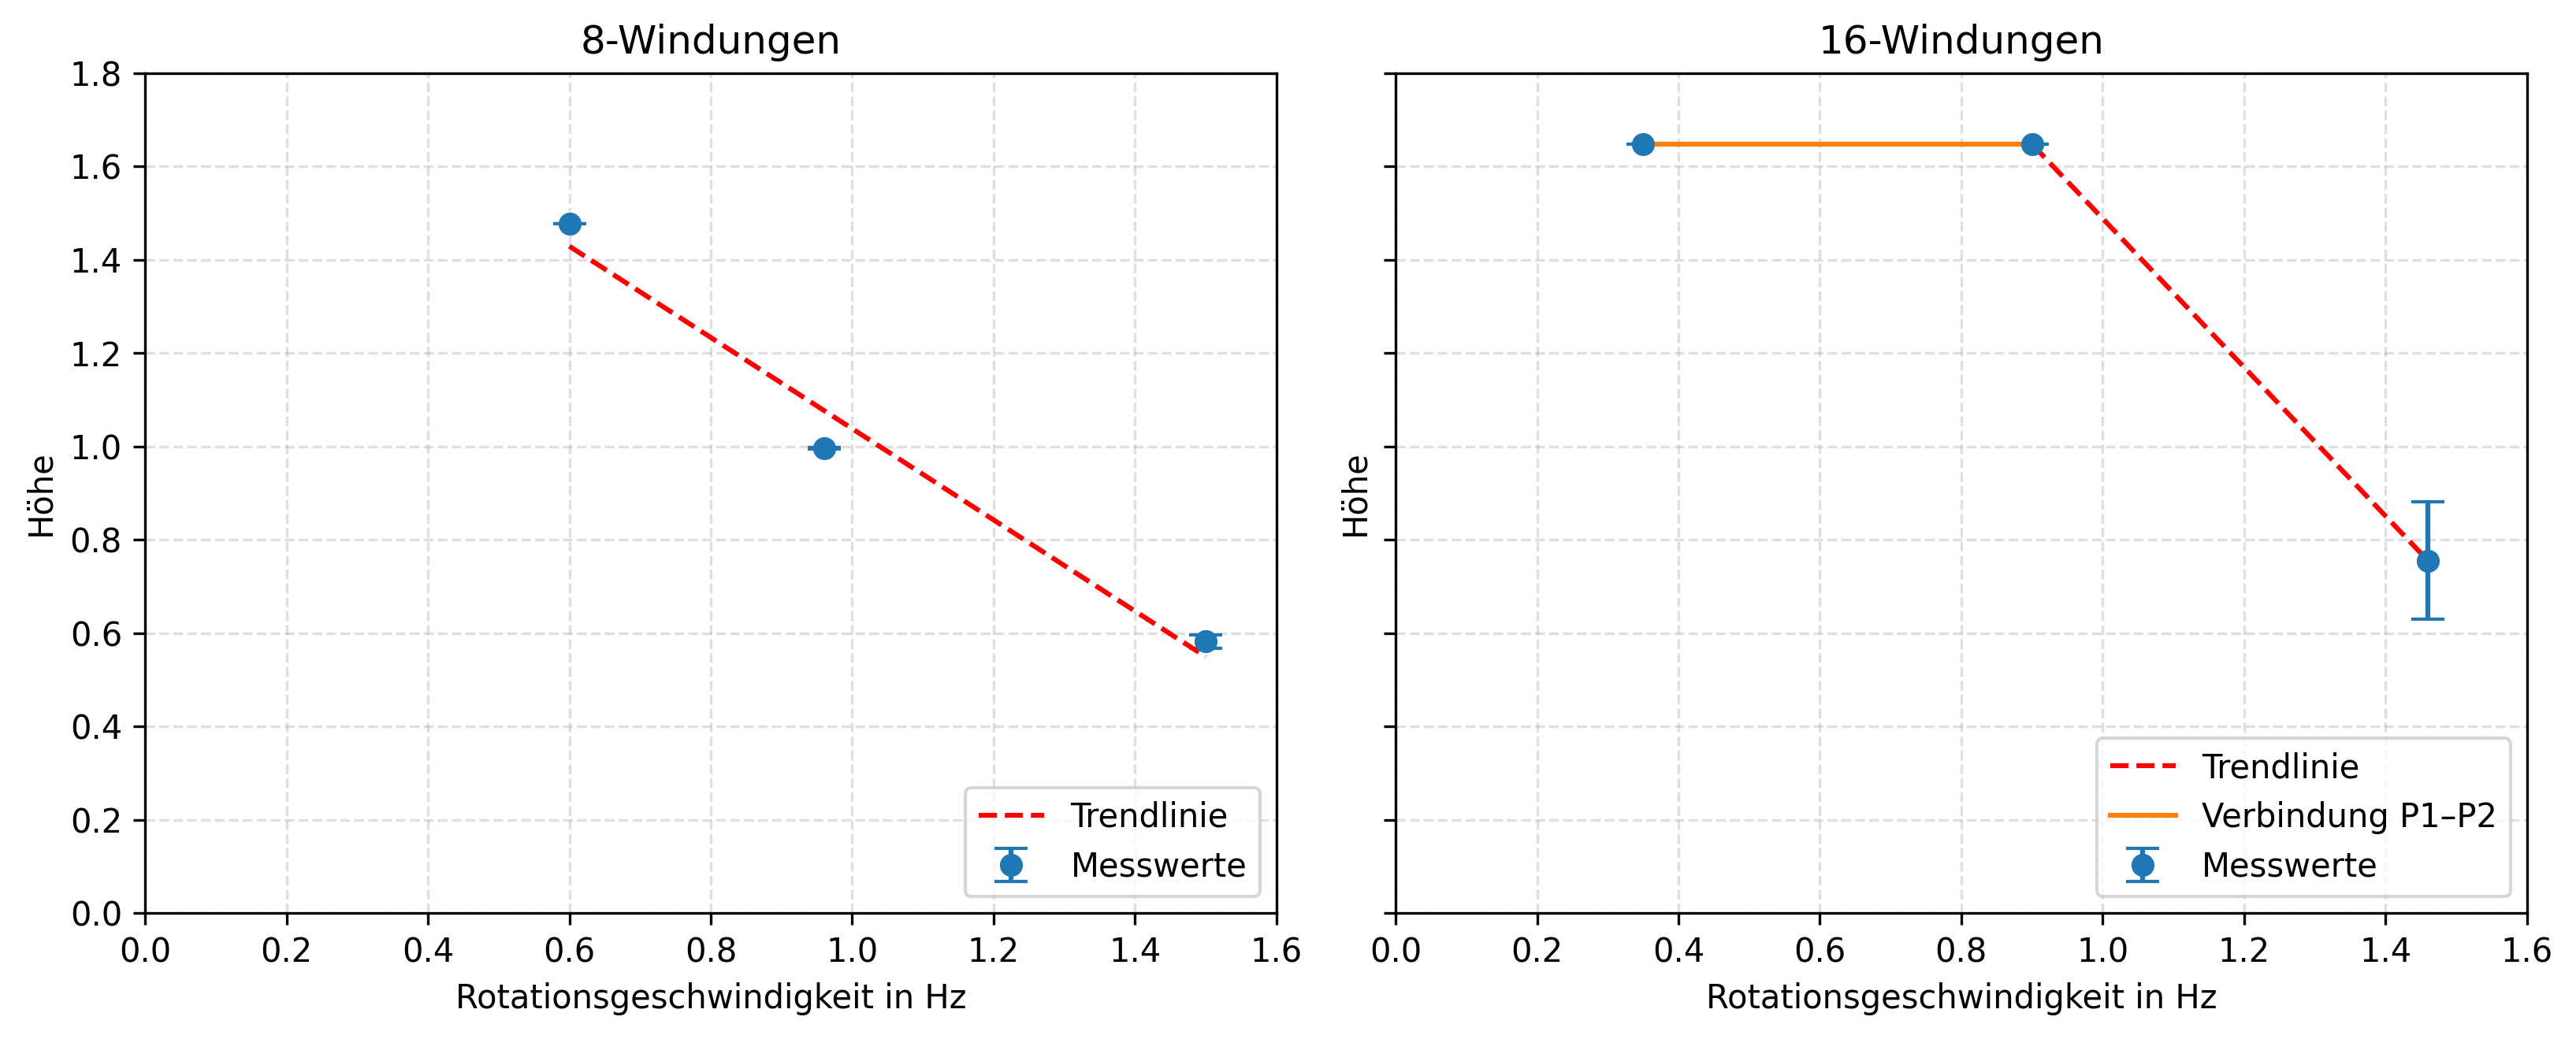 8-Windungen
1.8
1.6
1.4
1.2
1.0
0.8
0.6
0.4
0.2
0.0
Höhe
0.0 0.2 0.4 0.6 0.8 1.0 1.2 1.4 1.6
Rotationsgeschwindigkeit in Hz
Trendlinie
Messwerte
16-Windungen
Höhe
0.0 0.2 0.4 0.6 0.8 1.0 1.2 1.4 1.6
Rotationsgeschwindigkeit in Hz
Trendlinie
Verbindung P1–P2
Messwerte